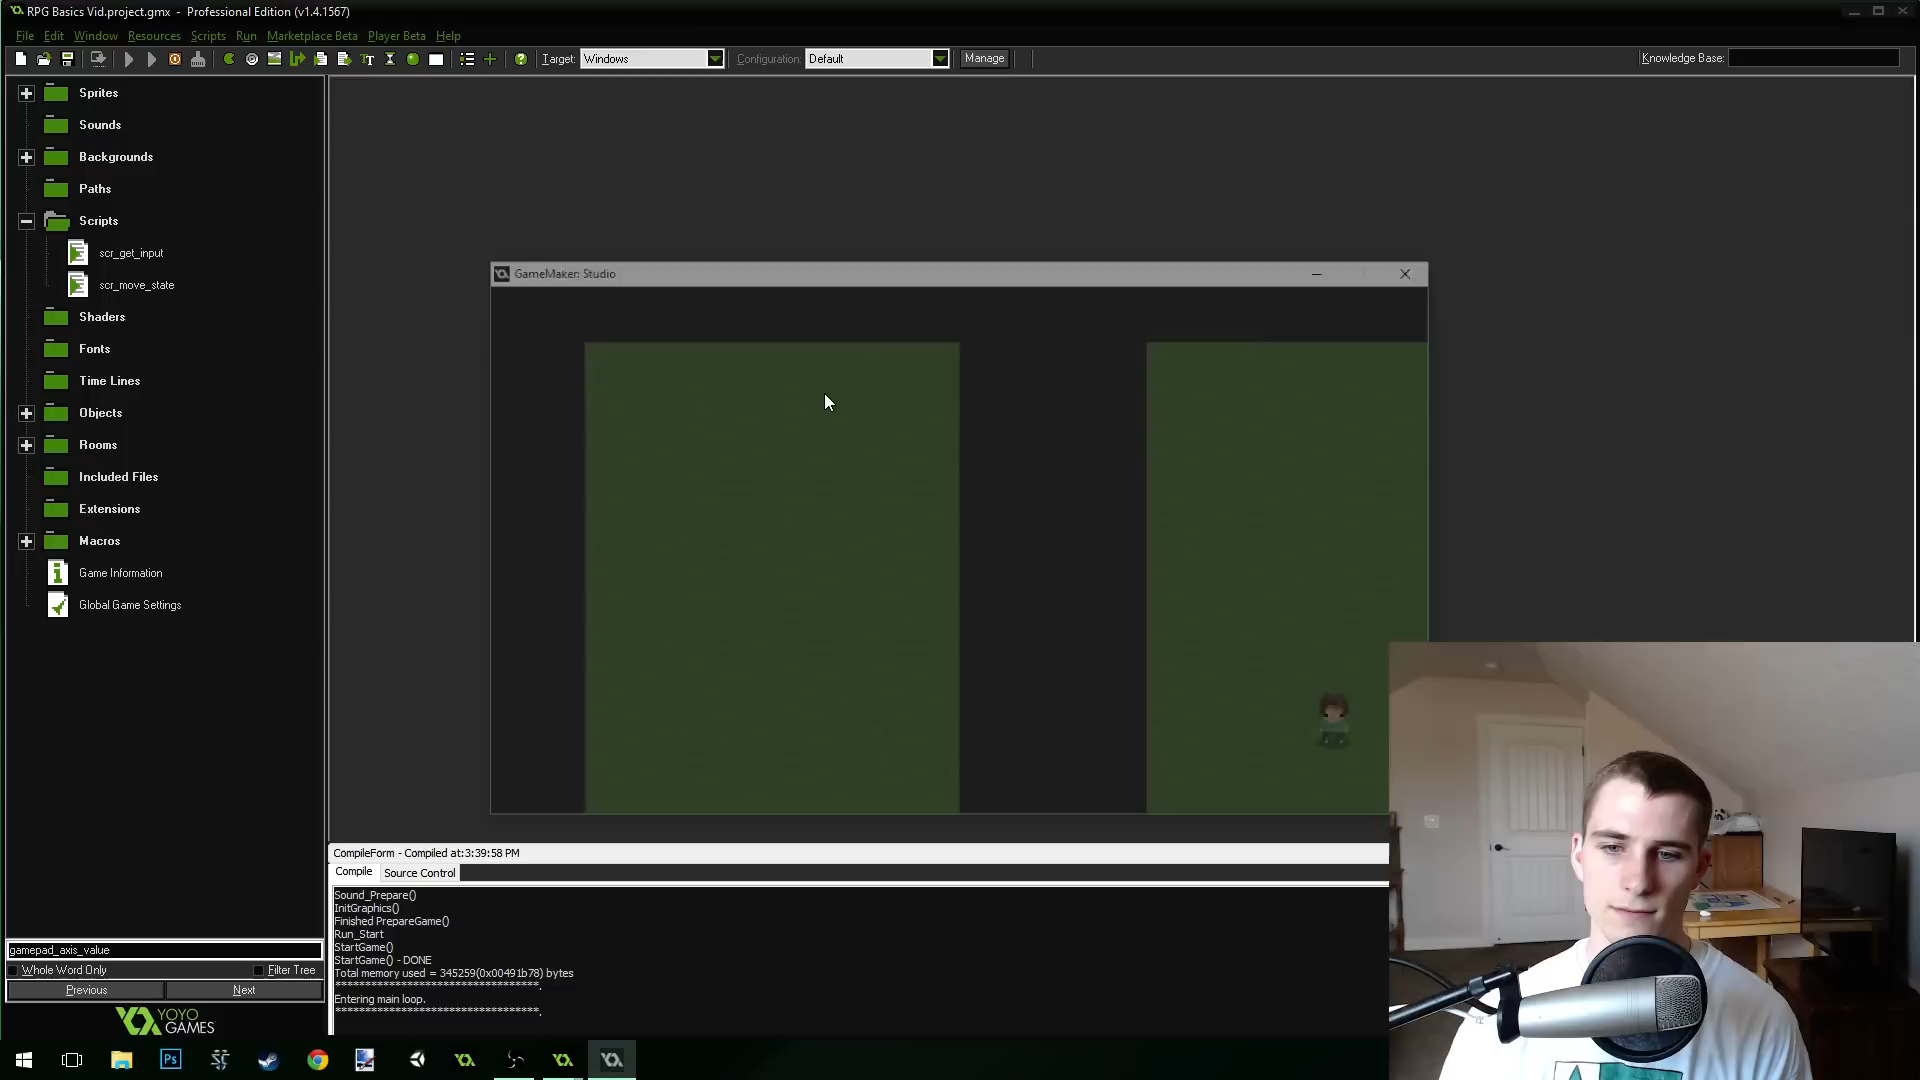 RPG Basics Vid.project.gmx - Professional Edition (v1.4.1567)
File Edit Window Resources Scripts Run Marketplace Beta Player Beta Help
Target: Windows Configuration: Default Manage Knowledge Base:
Sprites
Sounds
Backgrounds
Paths
Scripts
scr_get_input
scr_move_state
Shaders
Fonts
Time Lines
Objects
Rooms
Included Files
Extensions
Macros
Game Information
Global Game Settings
GameMaker: Studio
CompileForm - Compiled at:3:39:58 PM
Compile Source Control
Sound_Prepare()
InitGraphics()
Finished PrepareGame()
Run_Start
StartGame()
StartGame() - DONE
Total memory used = 345259(0x00491b78) bytes
**********************************.
Entering main loop.
**********************************.
gamepad_axis_value
Whole Word Only Filter Tree
Previous Next
YOYO
GAMES
Ps